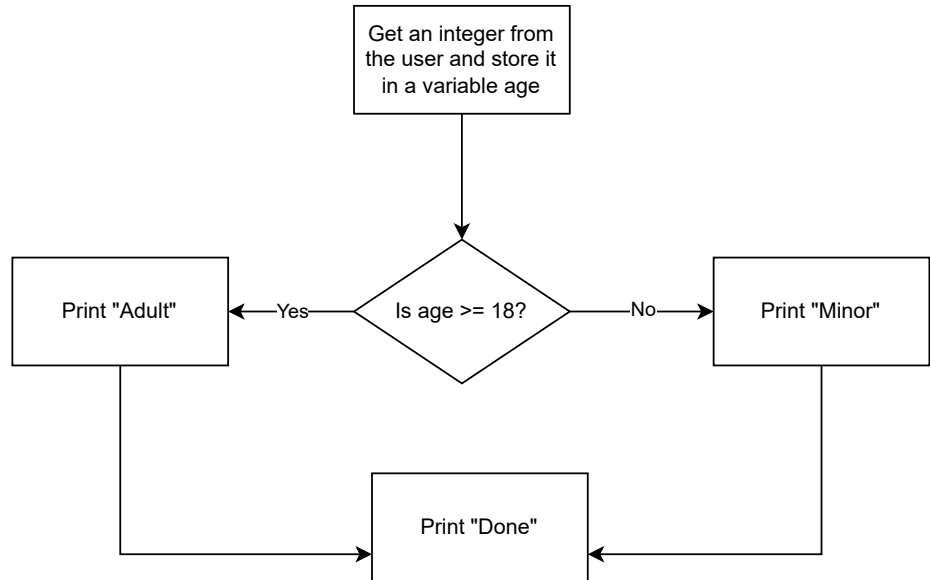 Get an integer from
the user and store it
in a variable age
Is age >= 18?
Yes
No
Print "Adult"
Print "Minor"
Print "Done"